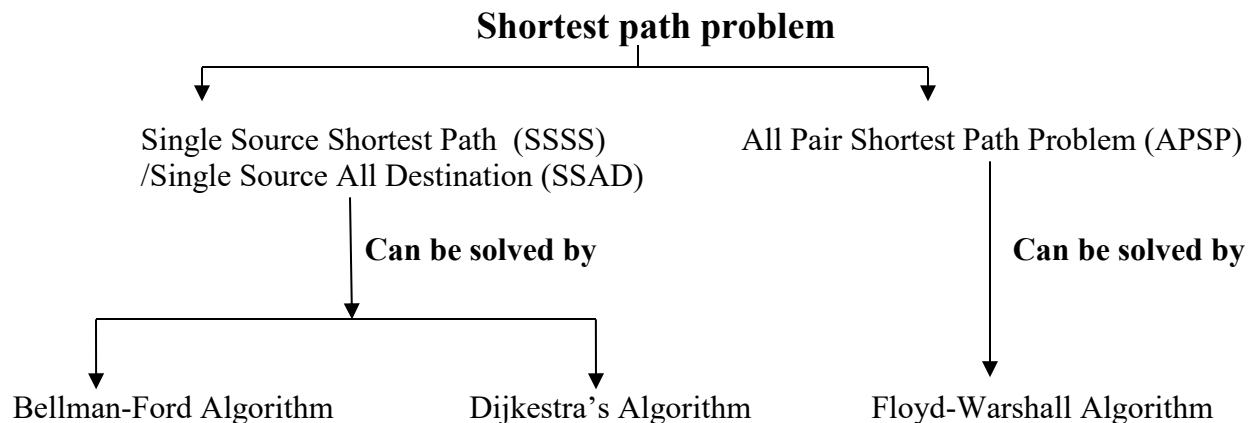 Shortest path problem
Single Source Shortest Path  (SSSS)
/Single Source All Destination (SSAD)
All Pair Shortest Path Problem (APSP)
Can be solved by
Can be solved by
Bellman-Ford Algorithm
Dijkestra’s Algorithm
Floyd-Warshall Algorithm